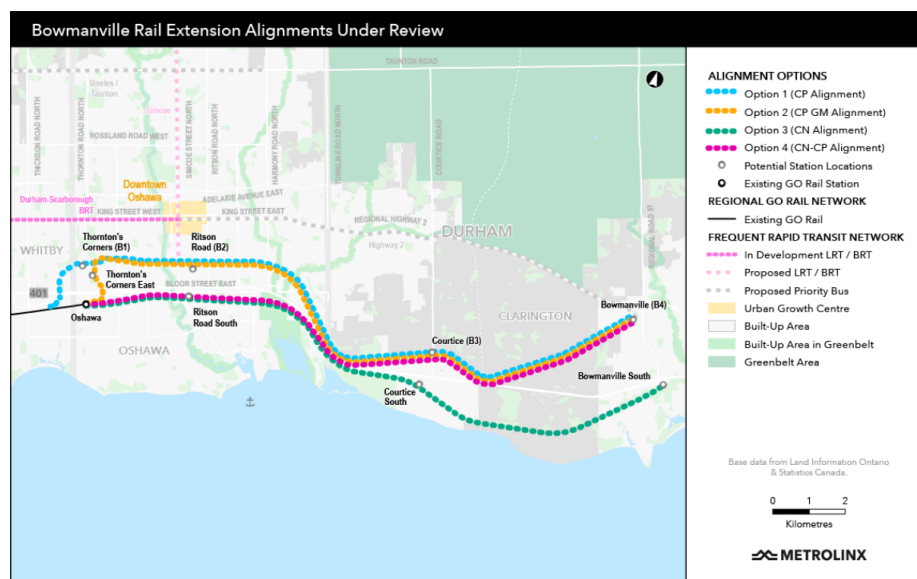 Bowmanville Rail Extension Alignments Under Review
TAUNTON ROAD
Steeles /
Taunton
Simcoe
THICKSON ROAD NORTH
THORNTON ROAD NORTH
ROSSLAND ROAD WEST
SIMCOE STREET NORTH
RITSON ROAD NORTH
HARMONY ROAD NORTH
TOWNLINE ROAD NORTH
COURTICE ROAD
Downtown
Oshawa
ADELAIDE AVENUE EAST
Durham-Scarborough
BRT
KING STREET WEST
KING STREET EAST
REGIONAL HIGHWAY 2
Highway 2
DURHAM
REGIONAL ROAD 57
WHITBY
Thornton's
Corners (B1)
Ritson
Road (B2)
Thornton's
Corners East
BLOOR STREET EAST
401
Oshawa
Ritson
Road South
OSHAWA
CLARINGTON
Bowmanville (B4)
Courtice (B3)
Courtice
South
Bowmanville South
ALIGNMENT OPTIONS
Option 1 (CP Alignment)
Option 2 (CP GM Alignment)
Option 3 (CN Alignment)
Option 4 (CN-CP Alignment)
Potential Station Locations
Existing GO Rail Station
REGIONAL GO RAIL NETWORK
Existing GO Rail
FREQUENT RAPID TRANSIT NETWORK
In Development LRT / BRT
Proposed LRT / BRT
Proposed Priority Bus
Urban Growth Centre
Built-Up Area
Built-Up Area in Greenbelt
Greenbelt Area
Base data from Land Information Ontario
& Statistics Canada.
0 1 2
Kilometres
METROLINX